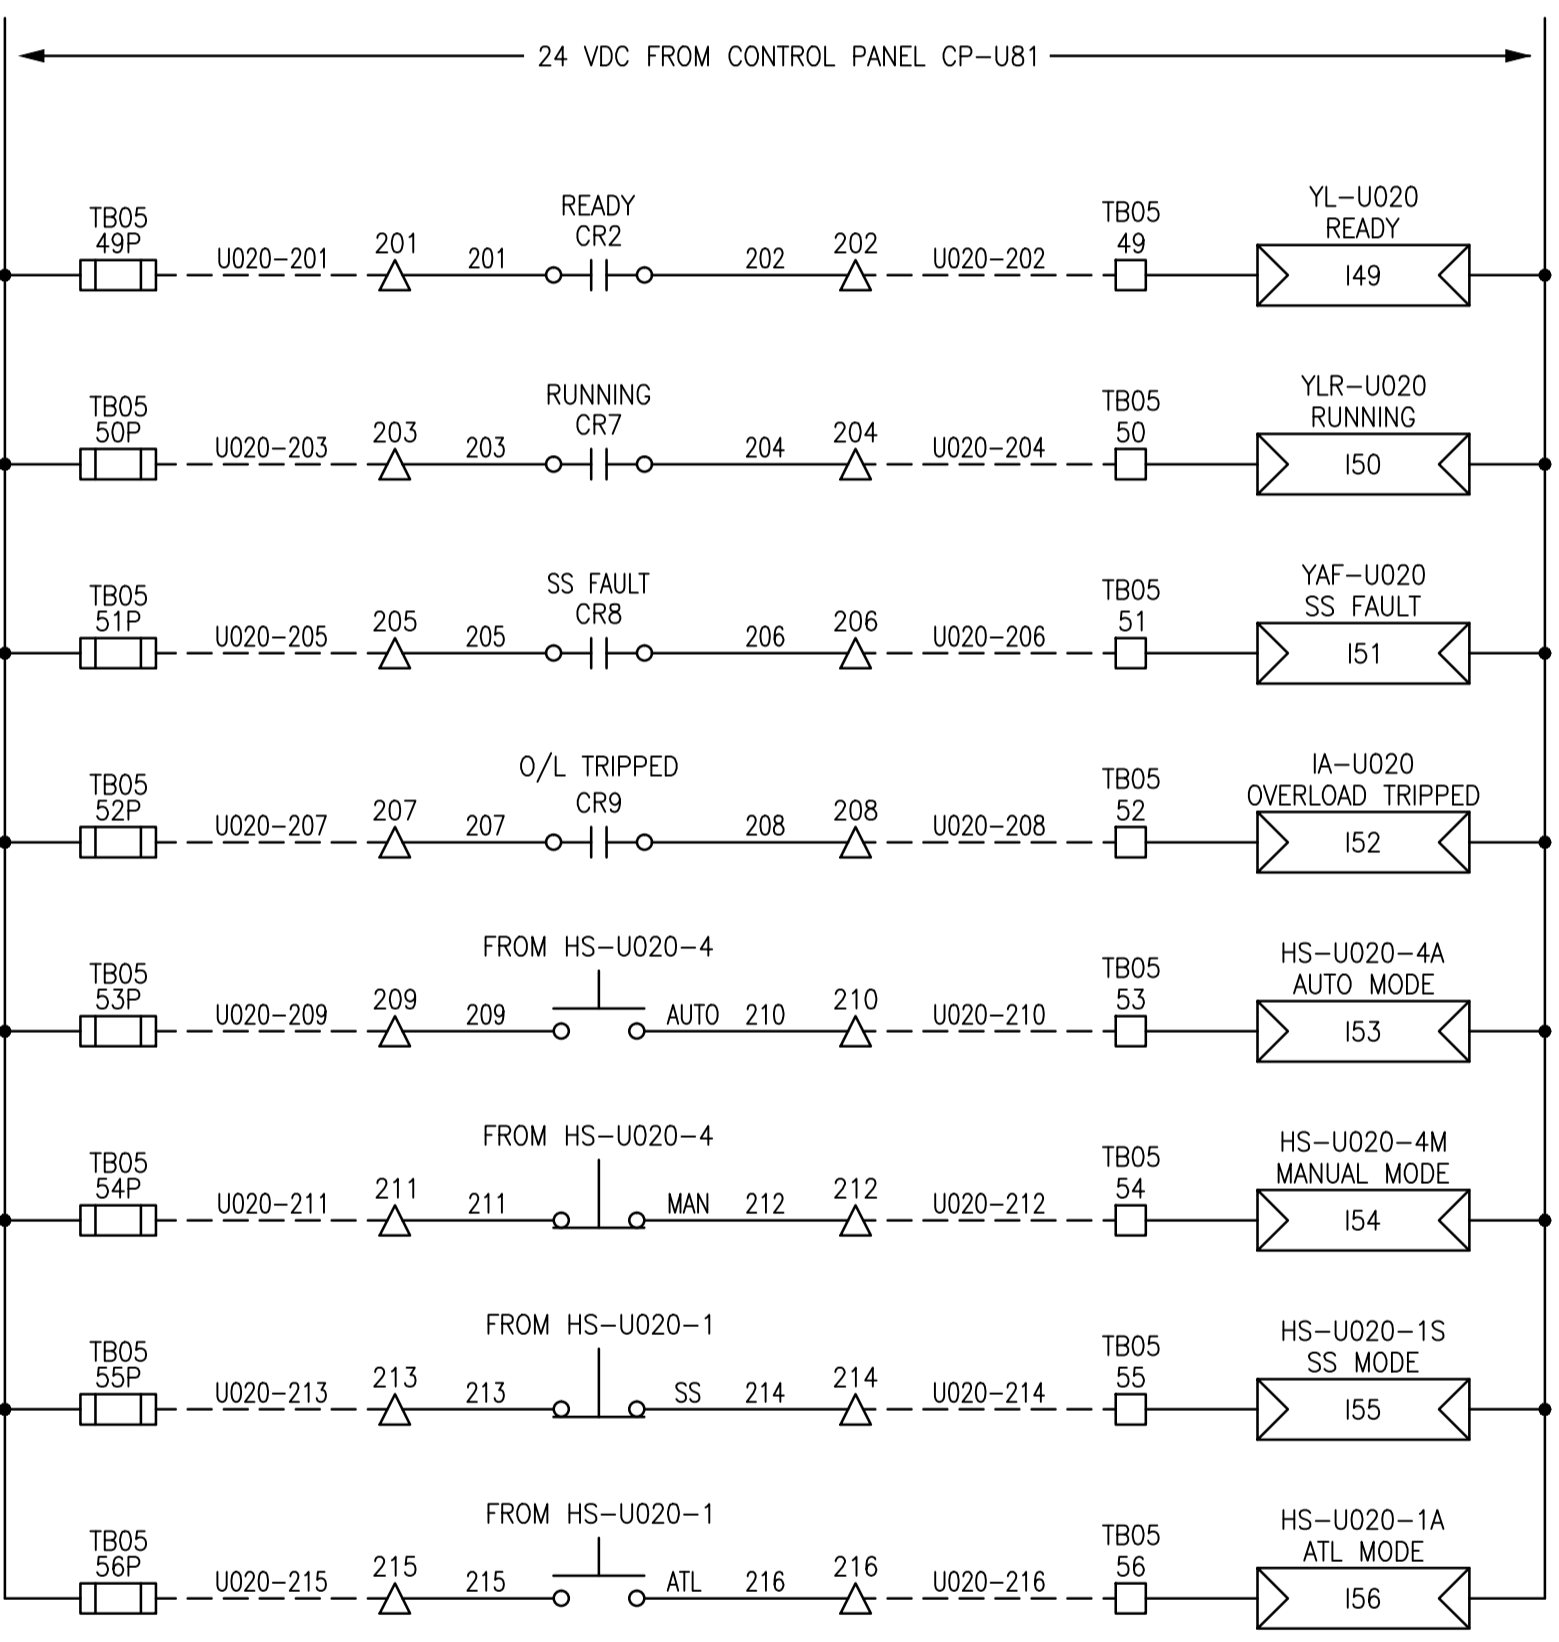 24 VDC FROM CONTROL PANEL CP-U81
TB05
49P
U020-201
201
201
READY
CR2
202
202
U020-202
TB05
49
YL-U020
READY
I49
TB05
50P
U020-203
203
203
RUNNING
CR7
204
204
U020-204
TB05
50
YLR-U020
RUNNING
I50
TB05
51P
U020-205
205
205
SS FAULT
CR8
206
206
U020-206
TB05
51
YAF-U020
SS FAULT
I51
TB05
52P
U020-207
207
207
O/L TRIPPED
CR9
208
208
U020-208
TB05
52
IA-U020
OVERLOAD TRIPPED
I52
TB05
53P
U020-209
209
209
FROM HS-U020-4
AUTO
210
210
U020-210
TB05
53
HS-U020-4A
AUTO MODE
I53
TB05
54P
U020-211
211
211
FROM HS-U020-4
MAN
212
212
U020-212
TB05
54
HS-U020-4M
MANUAL MODE
I54
TB05
55P
U020-213
213
213
FROM HS-U020-1
SS
214
214
U020-214
TB05
55
HS-U020-1S
SS MODE
I55
TB05
56P
U020-215
215
215
FROM HS-U020-1
ATL
216
216
U020-216
TB05
56
HS-U020-1A
ATL MODE
I56